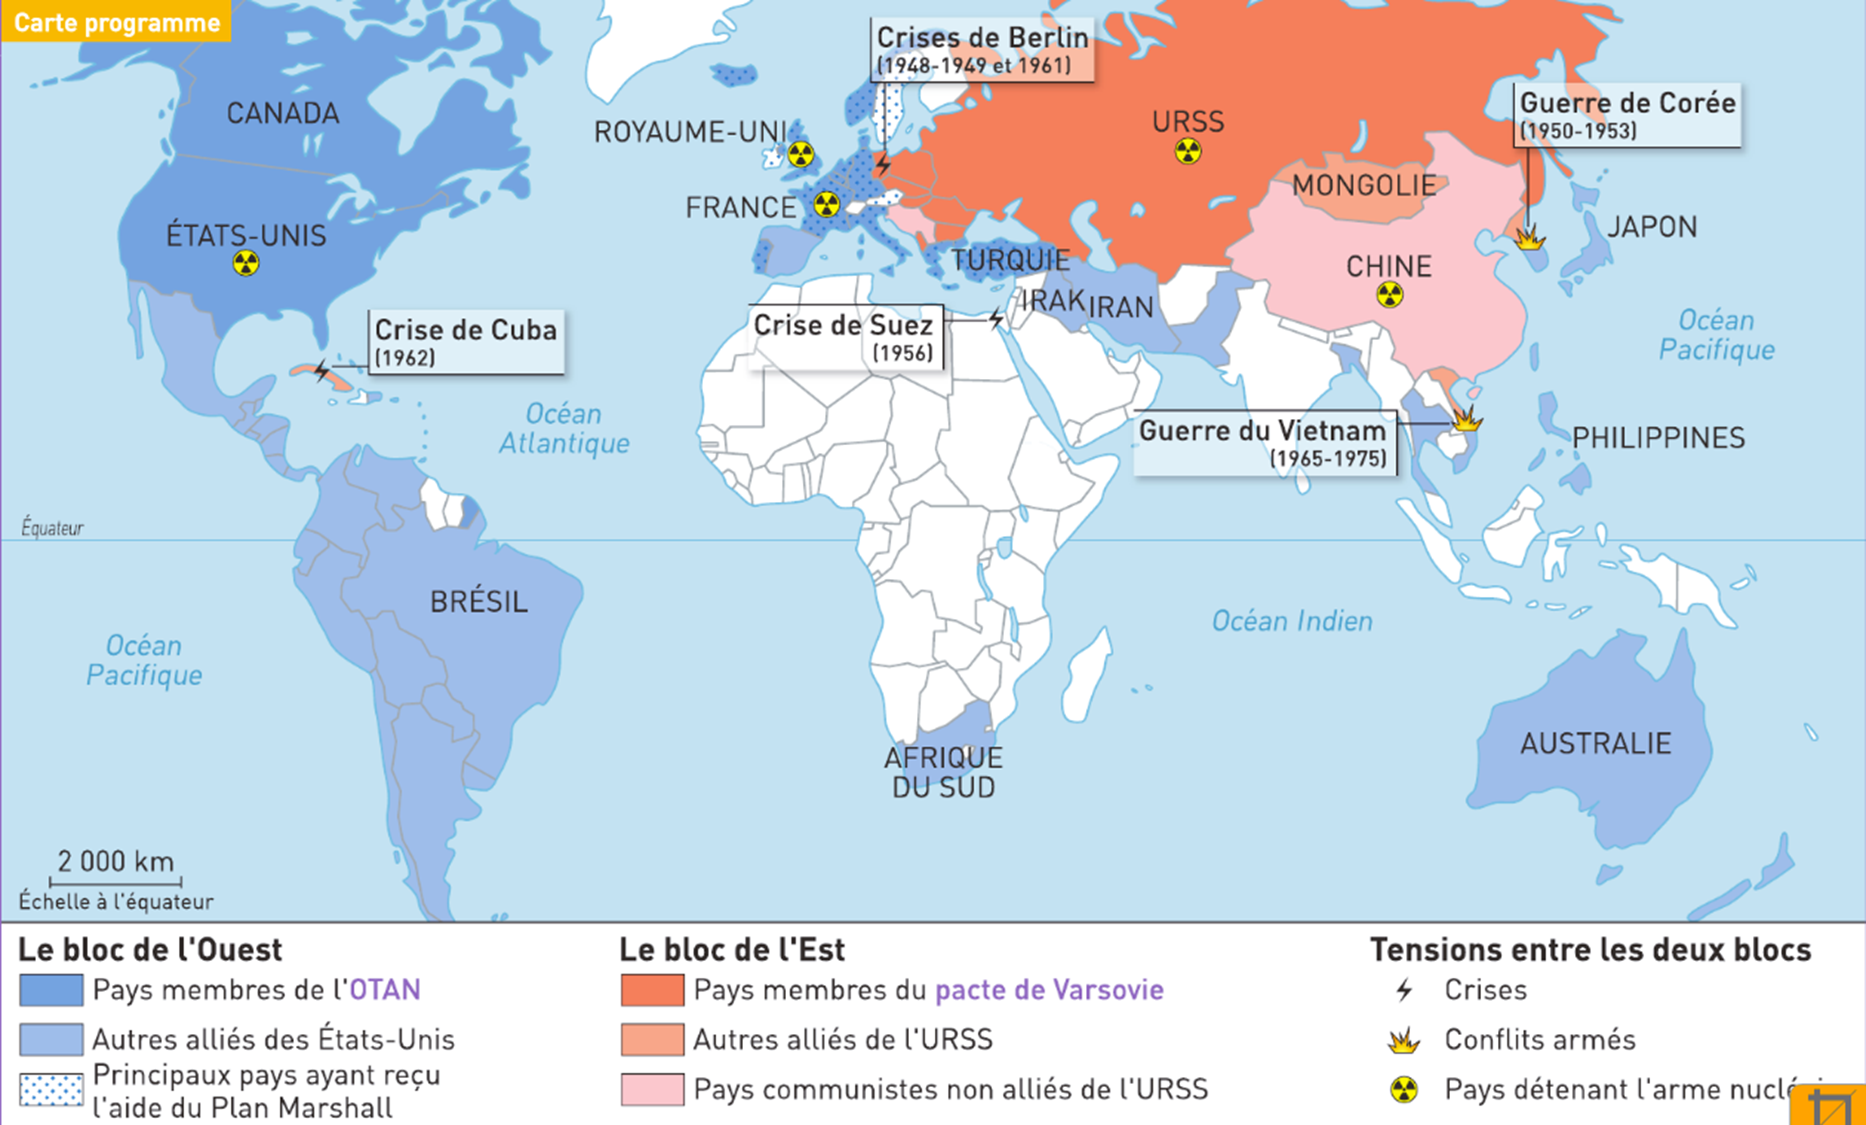 Carte programme
Crises de Berlin
(1948-1949 et 1961)
CANADA
ROYAUME-UNI
URSS
Guerre de Corée
(1950-1953)
MONGOLIE
FRANCE
ÉTATS-UNIS
JAPON
TURQUIE
CHINE
IRAK
IRAN
Crise de Cuba
(1962)
Crise de Suez
(1956)
Océan
Pacifique
Océan
Atlantique
Guerre du Vietnam
(1965-1975)
PHILIPPINES
Équateur
BRÉSIL
Océan Indien
Océan
Pacifique
AUSTRALIE
AFRIQUE
DU SUD
2 000 km
Échelle à l'équateur
Le bloc de l'Ouest
Pays membres de l'OTAN
Autres alliés des États-Unis
Principaux pays ayant reçu
l'aide du Plan Marshall
Le bloc de l'Est
Pays membres du pacte de Varsovie
Autres alliés de l'URSS
Pays communistes non alliés de l'URSS
Tensions entre les deux blocs
Crises
Conflits armés
Pays détenant l'arme